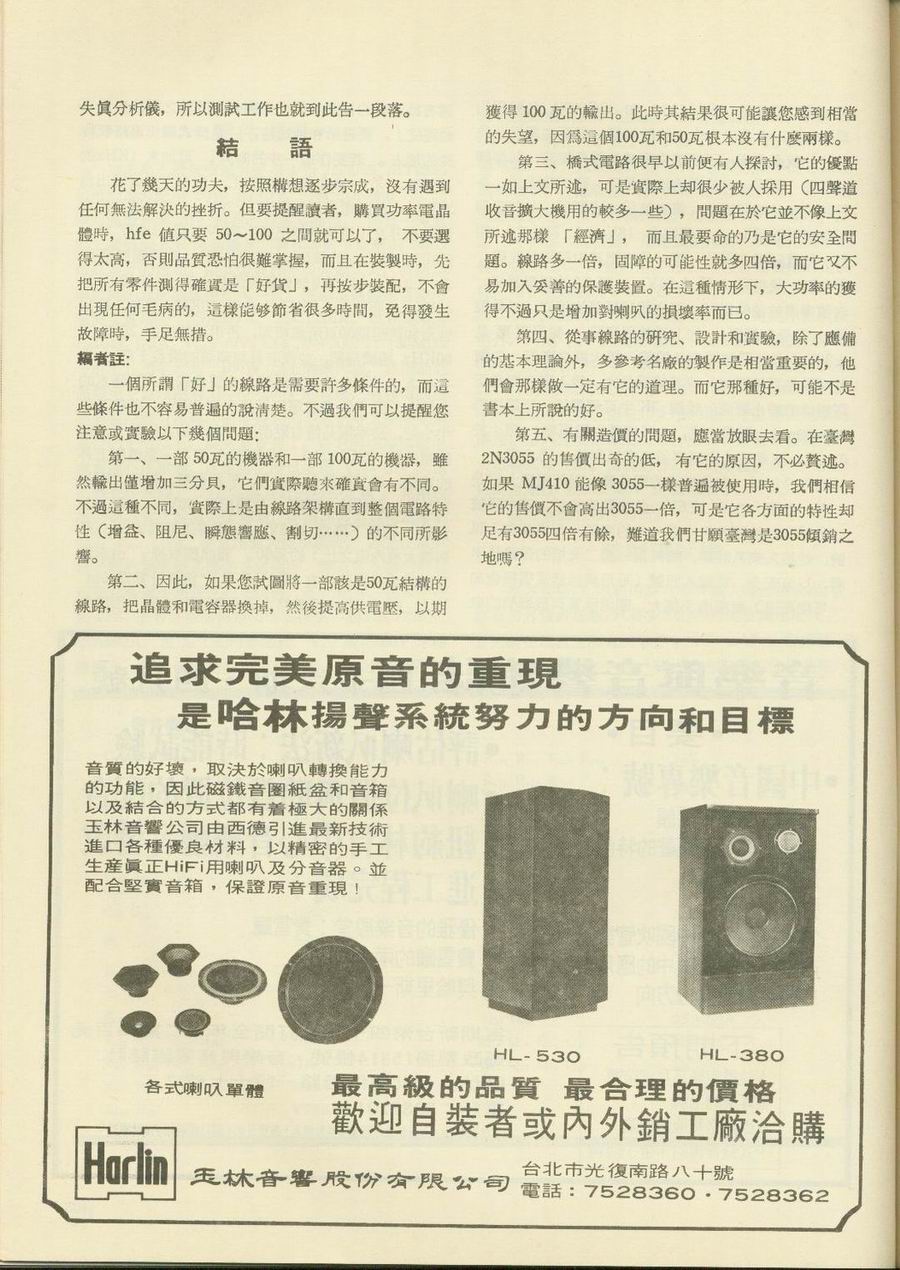 失眞分析儀，所以測試工作也就到此告一段落。
結　語
花了幾天的功夫，按照構想逐步完成，沒有遇到
任何無法解決的挫折。但要提醒讀者，購買功率電晶
體時，hfe 值只要 50～100 之間就可以了， 不要選
得太高，否則品質恐怕很難掌握，而且在裝製時，先
把所有零件測得確實是「好貨」，再按步裝配，不會
出現任何毛病的，這樣能够節省很多時間，免得發生
故障時，手足無措。
編者註:
一個所謂「好」的線路是需要許多條件的，而這
些條件也不容易普遍的說清楚。不過我們可以提醒您
注意或實驗以下幾個問題:
第一、一部 50瓦的機器和一部 100瓦的機器，雖
然輸出僅增加三分貝，它們實際聽來確實會有不同。
不過這種不同，實際上是由線路架構直到整個電路特
性（增益、阻尼、瞬態響應、割切……）的不同所影
響。
第二、因此，如果您試圖將一部該是50瓦結構的
線路，把晶體和電容器換掉，然後提高供電壓，以期
獲得 100 瓦的輸出。此時其結果很可能讓您感到相當
的失望，因爲這個100瓦和50瓦根本沒有什麽兩樣。
第三、橋式電路很早以前便有人探討，它的優點
一如上文所述，可是實際上却很少被人採用（四聲道
收音擴大機用的較多一些），問題在於它並不像上文
所述那樣 「經濟」， 而且最要命的乃是它的安全問
題。線路多一倍，固障的可能性就多四倍，而它又不
易加入妥善的保護裝置。在這種情形下，大功率的獲
得不過只是增加對喇叭的損壞率而已。
第四、從事線路的研究、設計和實驗，除了應備
的基本理論外，多參考名廠的製作是相當重要的，他
們會那樣做一定有它的道理。而它那種好，可能不是
書本上所說的好。
第五、有關造價的問題，應當放眼去看。在臺灣
2N3055 的售價出奇的低， 有它的原因，不必贅述。
如果 MJ410 能像 3055一樣普遍被使用時，我們相信
它的售價不會高出3055一倍，可是它各方面的特性却
足有3055四倍有餘，難道我們甘願臺灣是3055傾銷之
地嗎？
追求完美原音的重現
是哈林揚聲系統努力的方向和目標
音質的好壞，取決於喇叭轉換能力
的功能，因此磁鐵音圈紙盆和音箱
以及結合的方式都有着極大的關係
玉林音響公司由西德引進最新技術
進口各種優良材料，以精密的手工
生産眞正HiFi用喇叭及分音器。並
配合堅實音箱，保證原音重現！
HL-530
HL-380
各式喇叭單體
最高級的品質 最合理的價格
歡迎自裝者或內外銷工廠洽購
Harlin
玉林音響股份有限公司
台北市光復南路八十號
電話：7528360・7528362